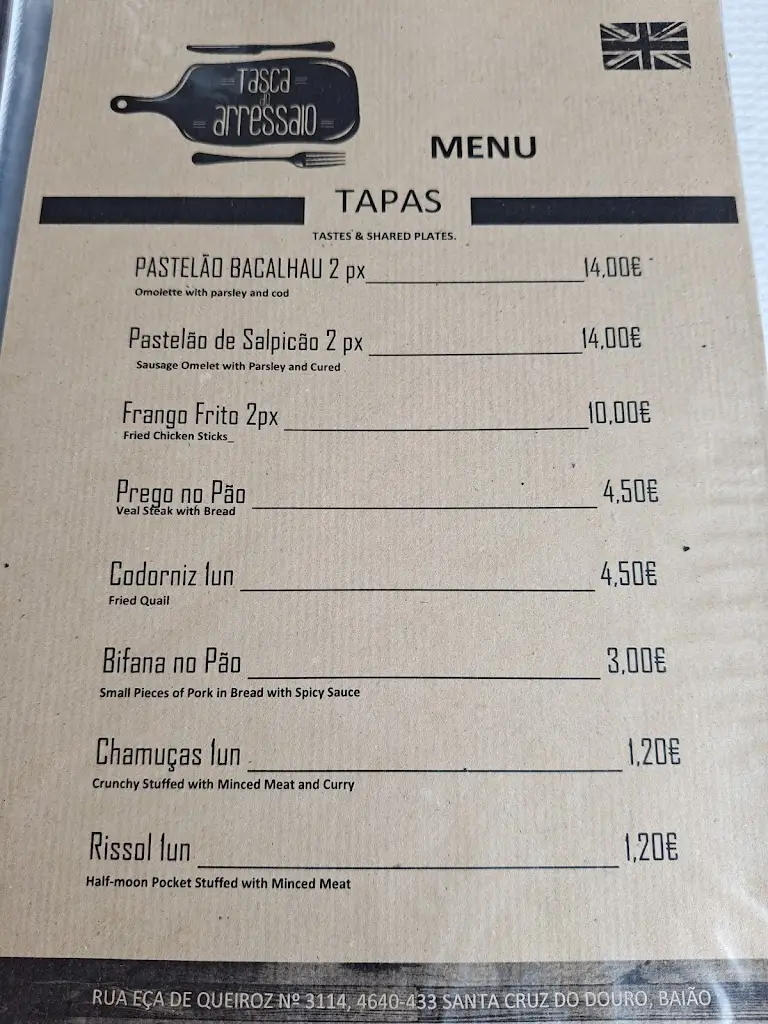 TASCA
do
arressaio
MENU
TAPAS
TASTES & SHARED PLATES.
PASTELÃO BACALHAU 2 px 14,00€
Omolette with parsley and cod
Pastelão de Salpicão 2 px 14,00€
Sausage Omelet with Parsley and Cured
Frango Frito 2px 10,00€
Fried Chicken Sticks_
Prego no Pão 4,50€
Veal Steak with Bread
Codorniz 1un 4,50€
Fried Quail
Bifana no Pão 3,00€
Small Pieces of Pork in Bread with Spicy Sauce
Chamuças 1un 1,20€
Crunchy Stuffed with Minced Meat and Curry
Rissol 1un 1,20€
Half-moon Pocket Stuffed with Minced Meat
RUA EÇA DE QUEIROZ Nº 3114, 4640-433 SANTA CRUZ DO DOURO, BAIÃO